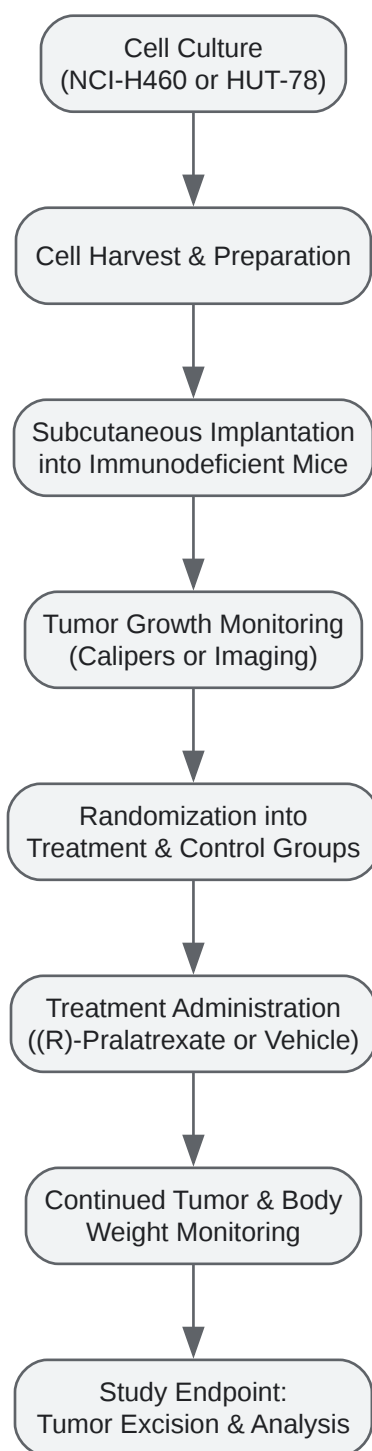 Cell Culture
(NCI-H460 or HUT-78)
Cell Harvest & Preparation
Subcutaneous Implantation
into Immunodeficient Mice
Tumor Growth Monitoring
(Calipers or Imaging)
Randomization into
Treatment & Control Groups
Treatment Administration
((R)-Pralatrexate or Vehicle)
Continued Tumor & Body
Weight Monitoring
Study Endpoint:
Tumor Excision & Analysis